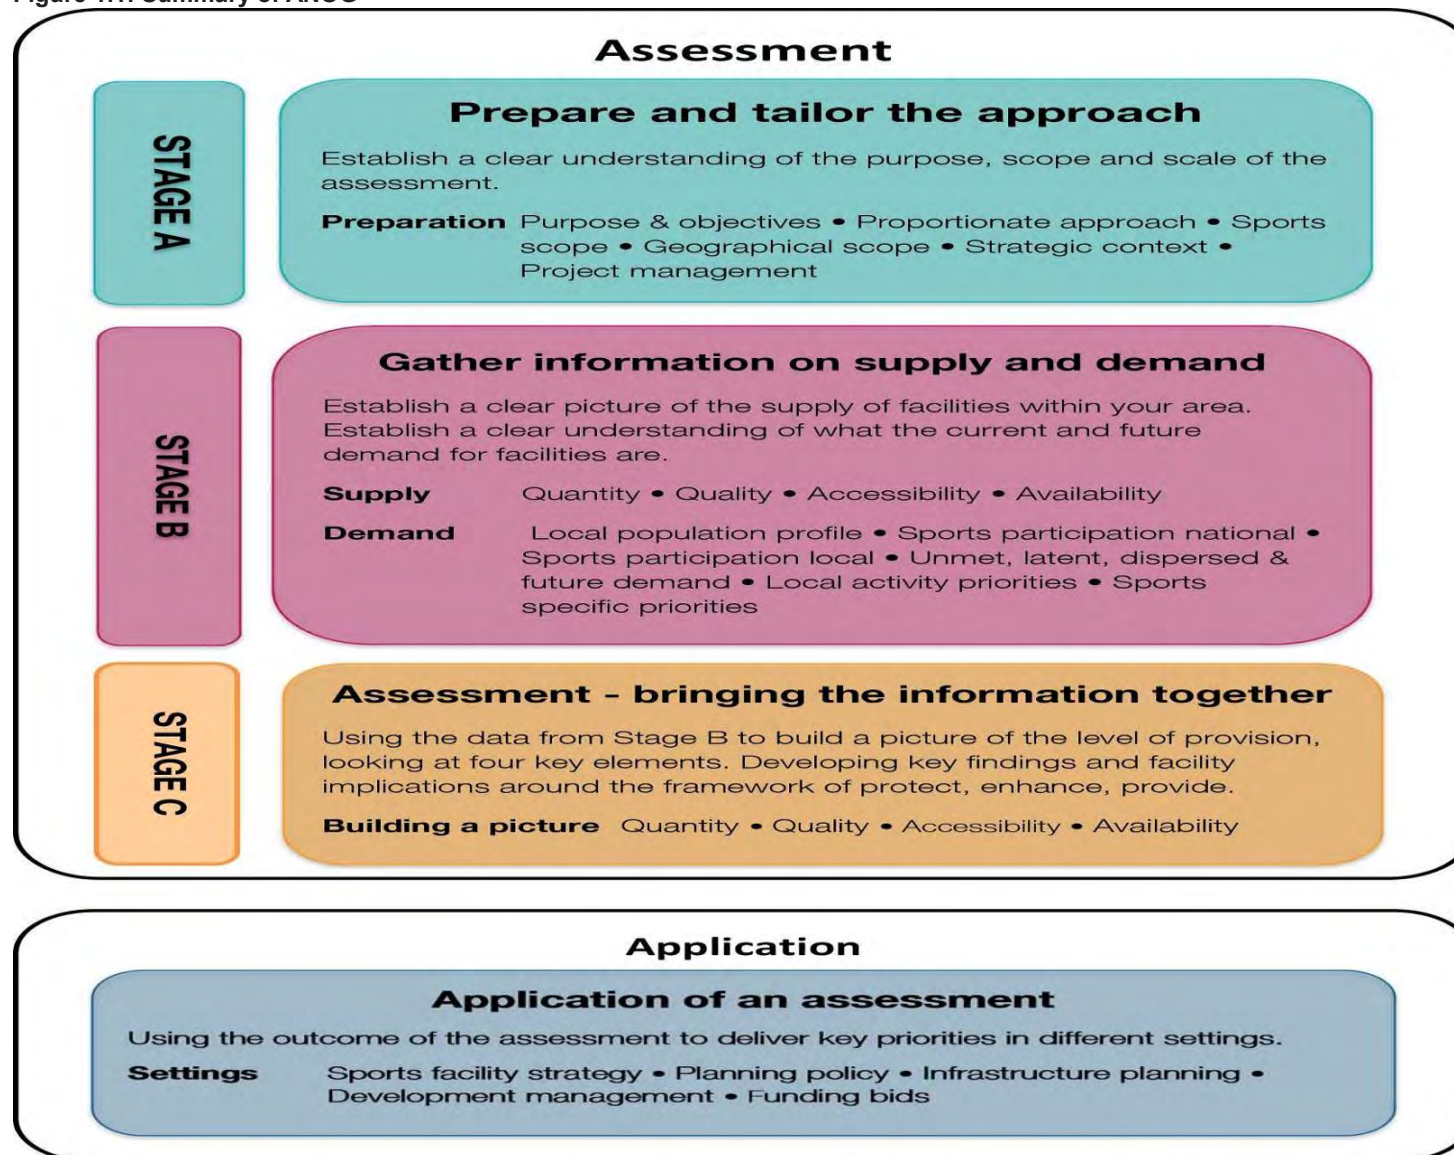 Assessment
STAGE A
Prepare and tailor the approach
Establish a clear understanding of the purpose, scope and scale of the
assessment.
Preparation Purpose & objectives • Proportionate approach • Sports
scope • Geographical scope • Strategic context •
Project management
STAGE B
Gather information on supply and demand
Establish a clear picture of the supply of facilities within your area.
Establish a clear understanding of what the current and future
demand for facilities are.
Supply Quantity • Quality • Accessibility • Availability
Demand Local population profile • Sports participation national •
Sports participation local • Unmet, latent, dispersed &
future demand • Local activity priorities • Sports
specific priorities
STAGE C
Assessment - bringing the information together
Using the data from Stage B to build a picture of the level of provision,
looking at four key elements. Developing key findings and facility
implications around the framework of protect, enhance, provide.
Building a picture Quantity • Quality • Accessibility • Availability
Application
Application of an assessment
Using the outcome of the assessment to deliver key priorities in different settings.
Settings Sports facility strategy • Planning policy • Infrastructure planning •
Development management • Funding bids